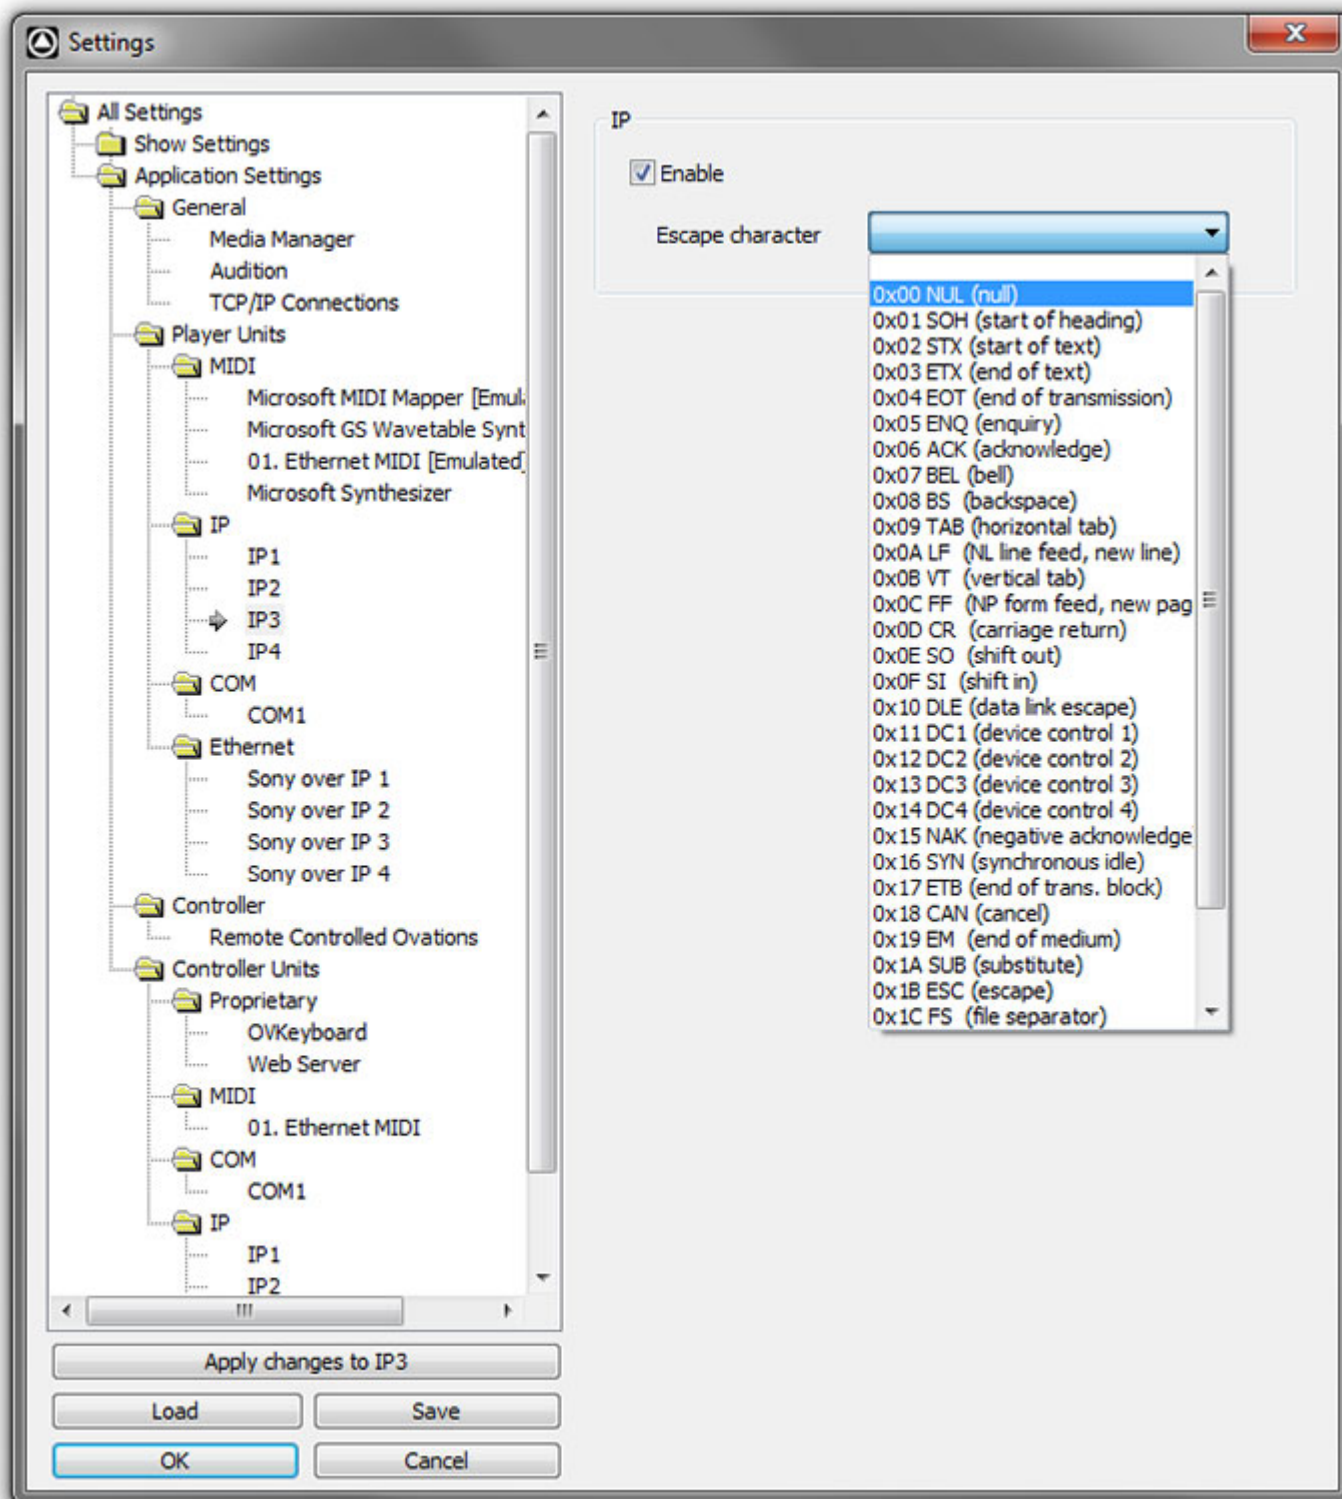 Settings
All Settings
Show Settings
Application Settings
General
Media Manager
Audition
TCP/IP Connections
Player Units
MIDI
Microsoft MIDI Mapper [Emul
Microsoft GS Wavetable Synt
01. Ethernet MIDI [Emulated]
Microsoft Synthesizer
IP
IP1
IP2
IP3
IP4
COM
COM1
Ethernet
Sony over IP 1
Sony over IP 2
Sony over IP 3
Sony over IP 4
Controller
Remote Controlled Ovations
Controller Units
Proprietary
OVKeyboard
Web Server
MIDI
01. Ethernet MIDI
COM
COM1
IP
IP1
IP2
Apply changes to IP3
Load
Save
OK
Cancel
IP
Enable
Escape character
0x00 NUL (null)
0x01 SOH (start of heading)
0x02 STX (start of text)
0x03 ETX (end of text)
0x04 EOT (end of transmission)
0x05 ENQ (enquiry)
0x06 ACK (acknowledge)
0x07 BEL (bell)
0x08 BS (backspace)
0x09 TAB (horizontal tab)
0x0A LF (NL line feed, new line)
0x0B VT (vertical tab)
0x0C FF (NP form feed, new pag
0x0D CR (carriage return)
0x0E SO (shift out)
0x0F SI (shift in)
0x10 DLE (data link escape)
0x11 DC1 (device control 1)
0x12 DC2 (device control 2)
0x13 DC3 (device control 3)
0x14 DC4 (device control 4)
0x15 NAK (negative acknowledge
0x16 SYN (synchronous idle)
0x17 ETB (end of trans. block)
0x18 CAN (cancel)
0x19 EM (end of medium)
0x1A SUB (substitute)
0x1B ESC (escape)
0x1C FS (file separator)